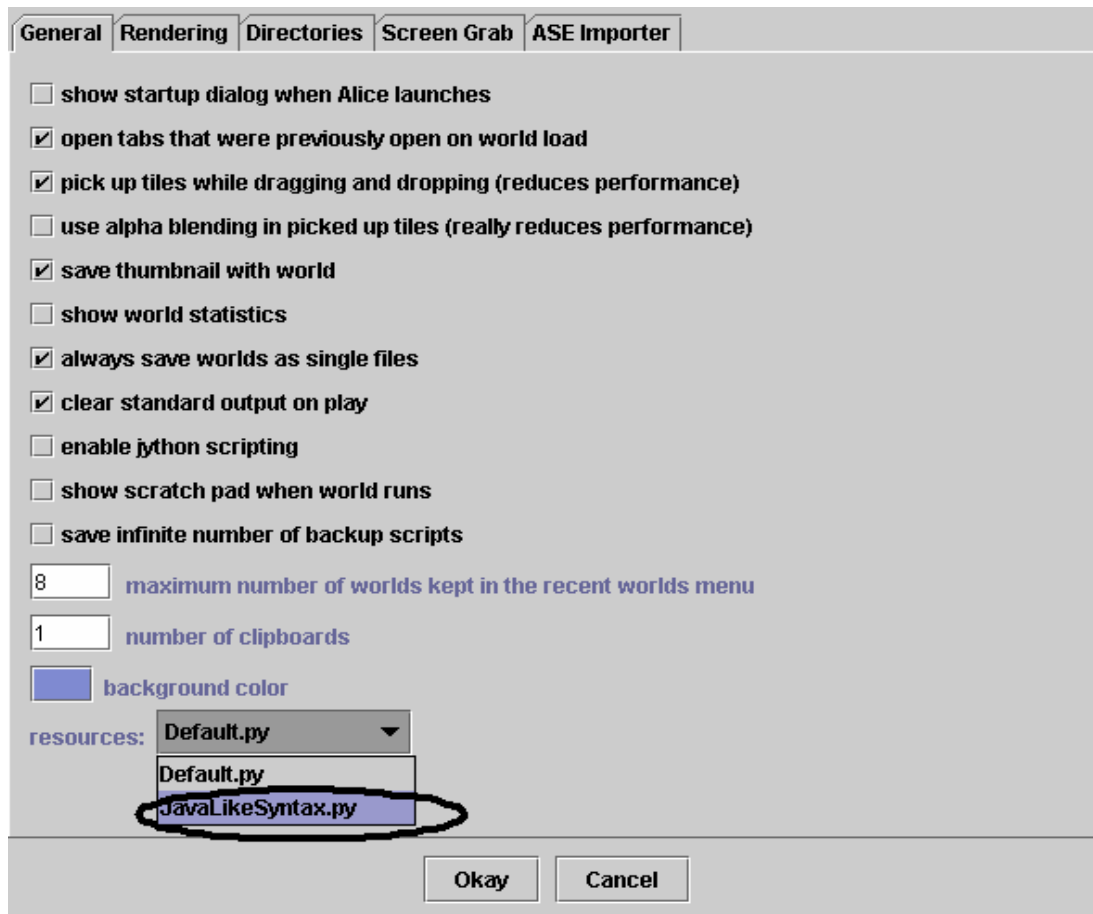 General Rendering Directories Screen Grab ASE Importer
show startup dialog when Alice launches
open tabs that were previously open on world load
pick up tiles while dragging and dropping (reduces performance)
use alpha blending in picked up tiles (really reduces performance)
save thumbnail with world
show world statistics
always save worlds as single files
clear standard output on play
enable jython scripting
show scratch pad when world runs
save infinite number of backup scripts
8 maximum number of worlds kept in the recent worlds menu
1 number of clipboards
background color
resources: Default.py
Default.py
JavaLikeSyntax.py
Okay Cancel